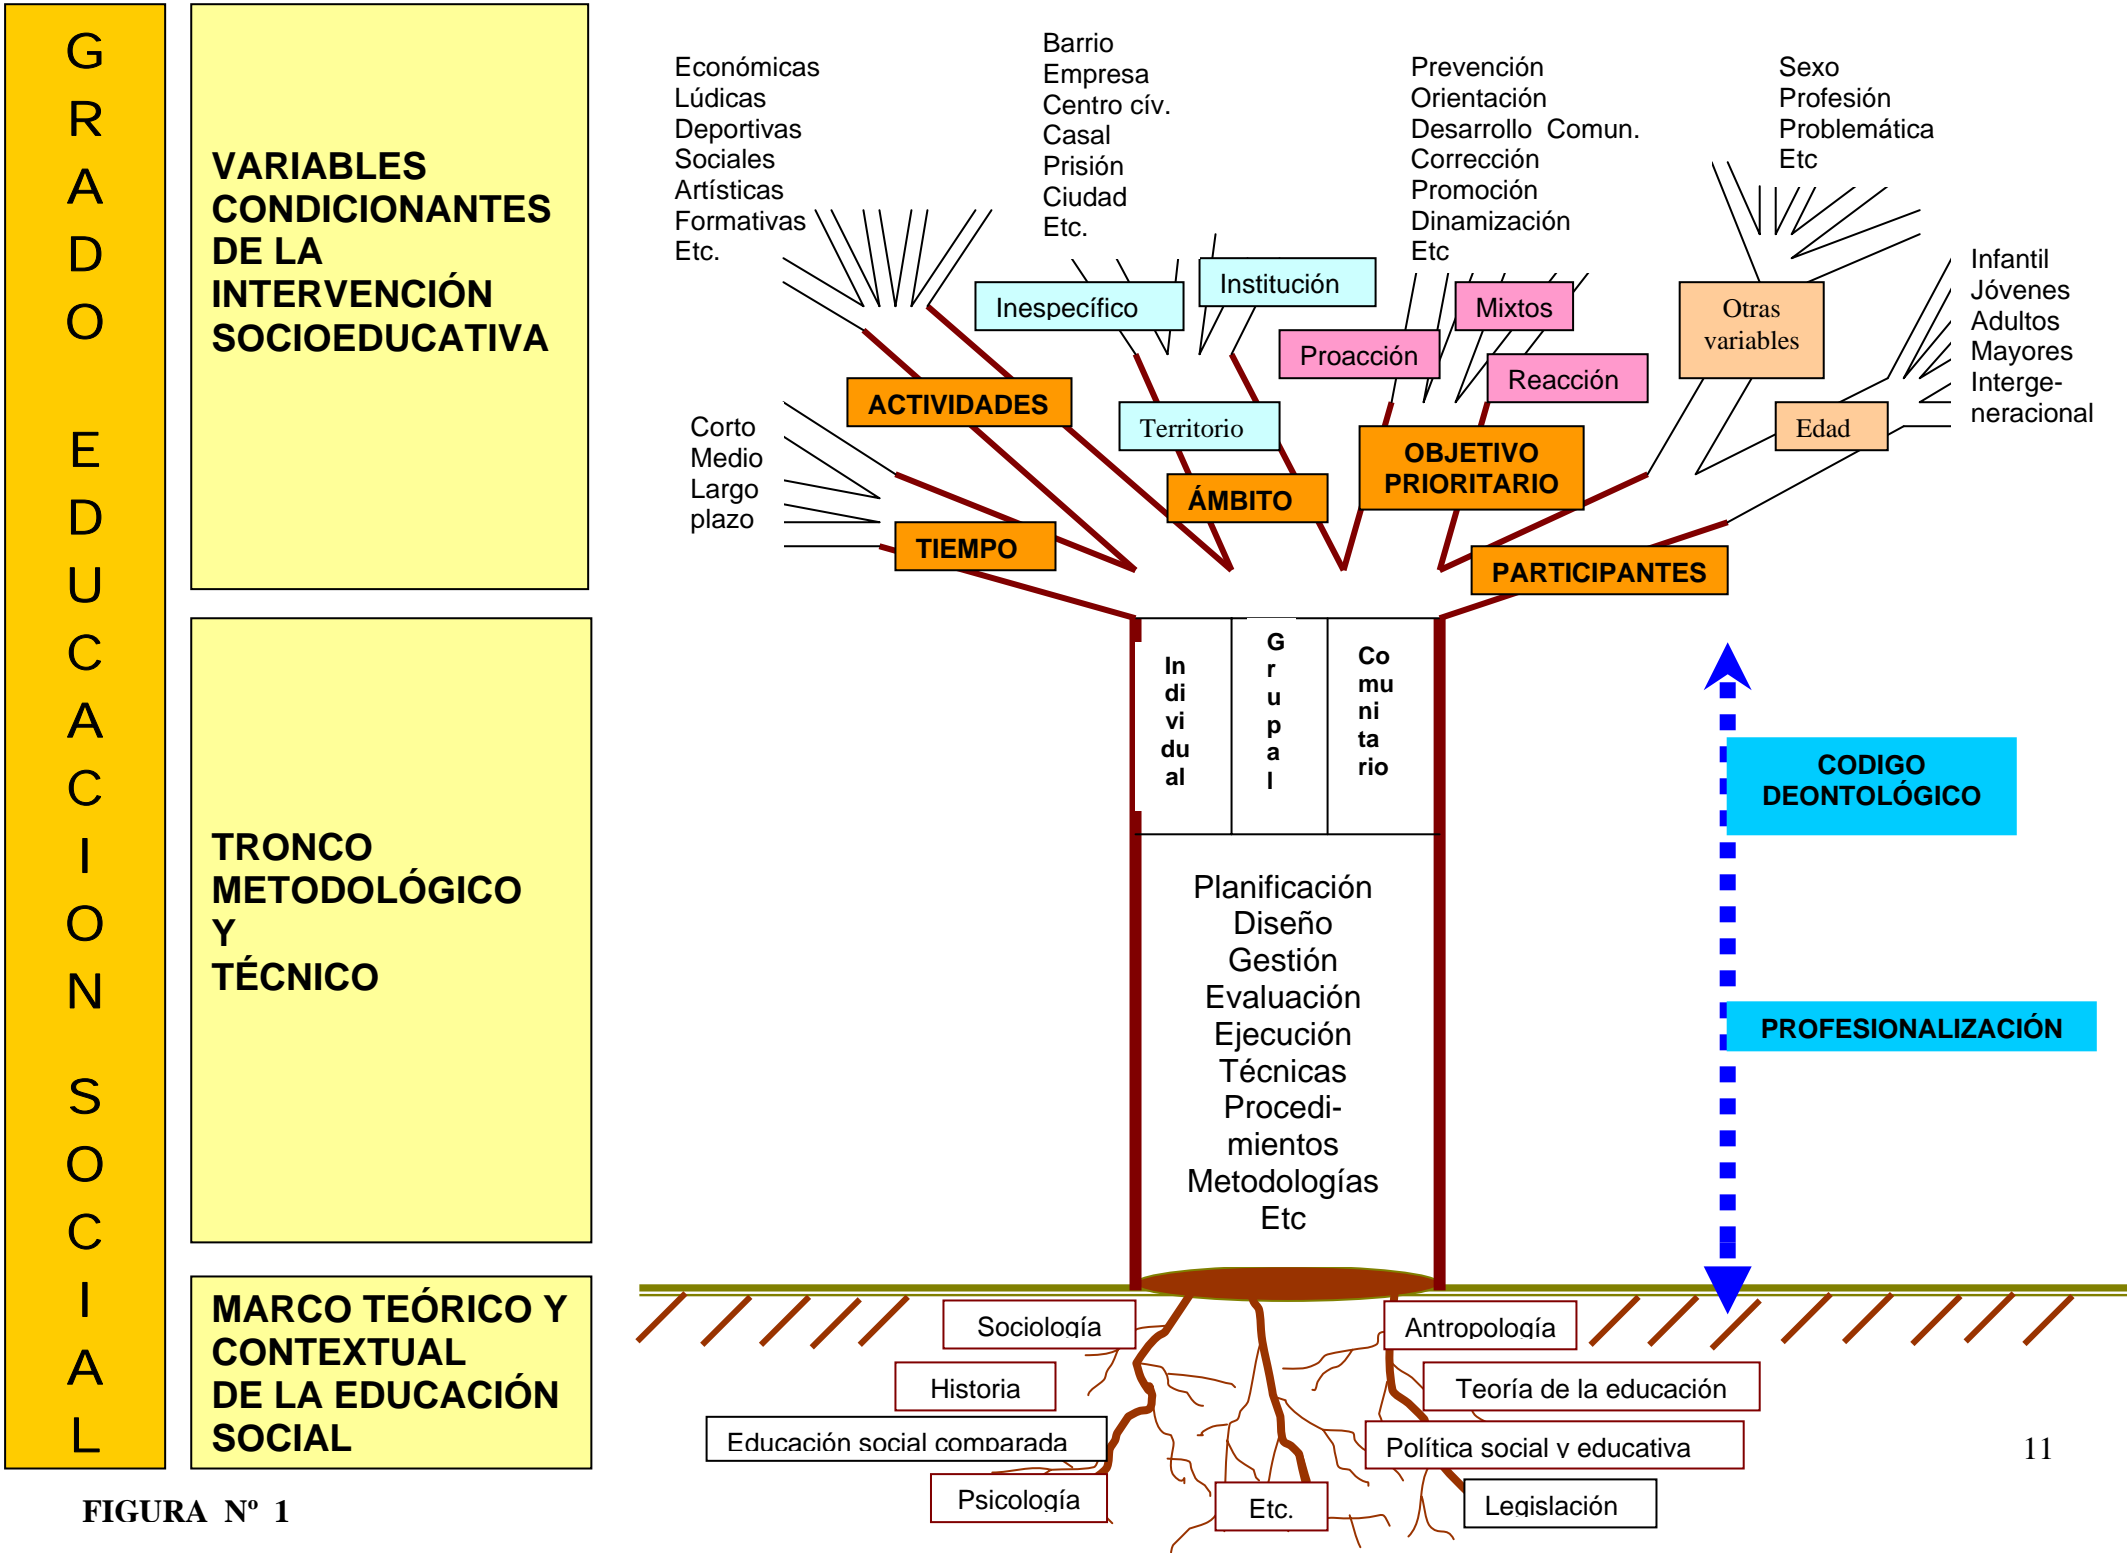 G
R
A
D
O
E
D
U
C
A
C
I
O
N
S
O
C
I
A
L
VARIABLES
CONDICIONANTES
DE LA
INTERVENCIÓN
SOCIOEDUCATIVA
TRONCO
METODOLÓGICO
Y
TÉCNICO
MARCO TEÓRICO Y
CONTEXTUAL
DE LA EDUCACIÓN
SOCIAL
Económicas
Lúdicas
Deportivas
Sociales
Artísticas
Formativas
Etc.
Barrio
Empresa
Centro cív.
Casal
Prisión
Ciudad
Etc.
Prevención
Orientación
Desarrollo Comun.
Corrección
Promoción
Dinamización
Etc
Sexo
Profesión
Problemática
Etc
Infantil
Jóvenes
Adultos
Mayores
Interge-
neracional
Corto
Medio
Largo
plazo
Inespecífico
Institución
Territorio
Proacción
Mixtos
Reacción
Otras
variables
Edad
ACTIVIDADES
TIEMPO
ÁMBITO
OBJETIVO
PRIORITARIO
PARTICIPANTES
In
di
vi
du
al
G
r
u
p
a
l
Co
mu
ni
ta
rio
Planificación
Diseño
Gestión
Evaluación
Ejecución
Técnicas
Procedi-
mientos
Metodologías
Etc
CODIGO
DEONTOLÓGICO
PROFESIONALIZACIÓN
Sociología
Historia
Educación social comparada
Psicología
Etc.
Antropología
Teoría de la educación
Política social y educativa
Legislación
11
FIGURA Nº 1